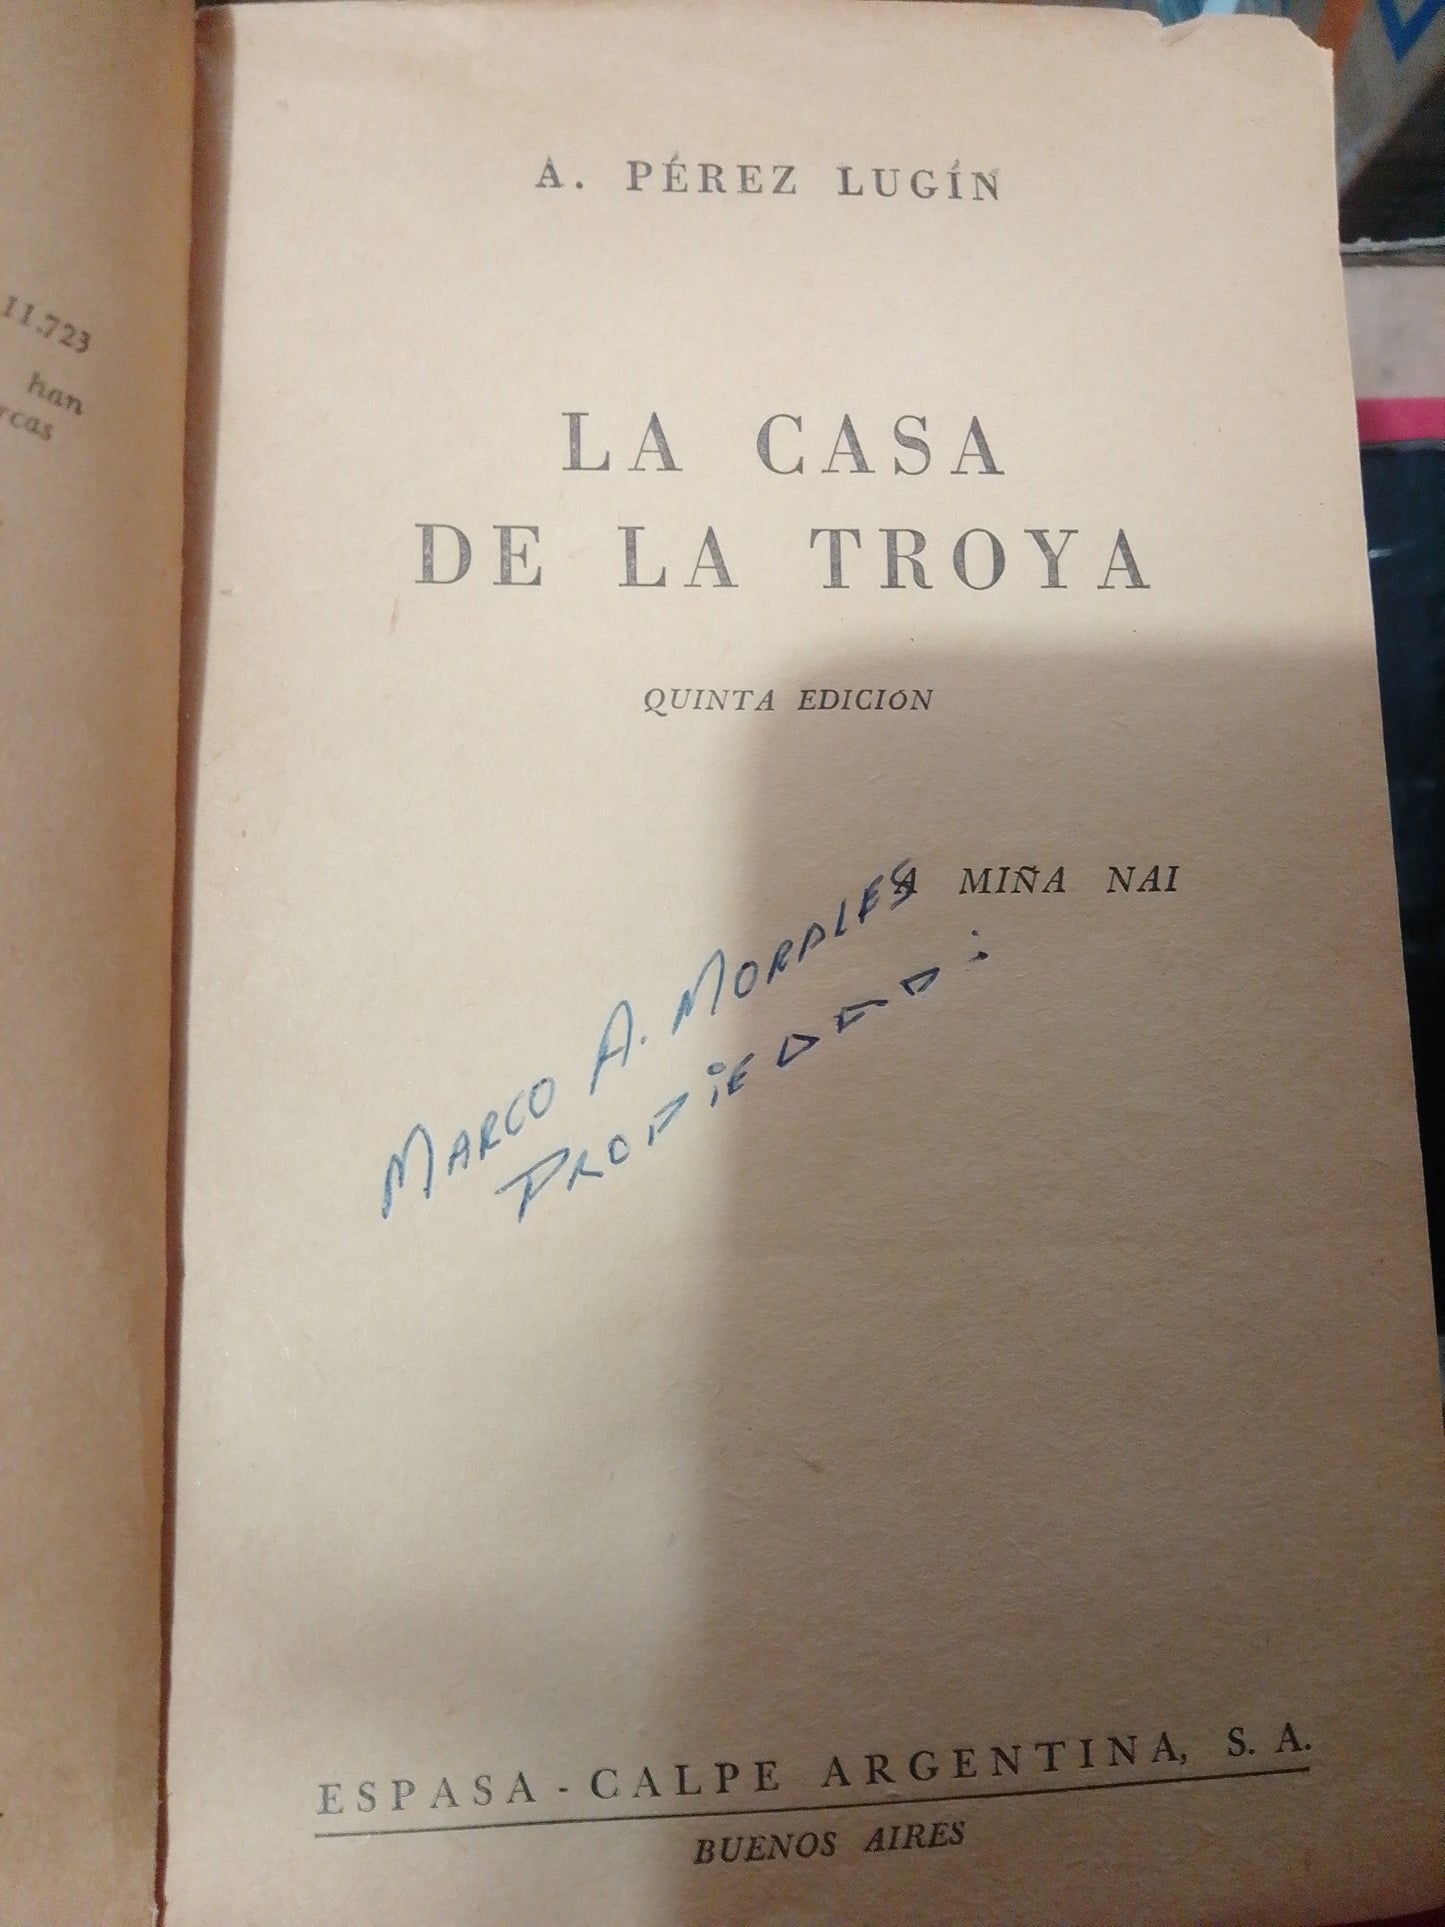 11.723
han
rcas
A. PÉREZ LUGÍN
LA CASA
DE LA TROYA
QUINTA EDICIÓN
A MIÑA NAI
MARCO A. MORALES
PROPIEDAD:
ESPASA-CALPE ARGENTINA, S. A.
BUENOS AIRES